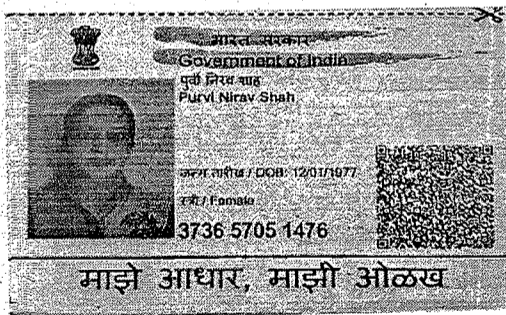 भारत सरकार
Government of India
पुर्वी निरव शाह
Purvi Nirav Shah
जन्म तारीख / DOB: 12/01/1977
स्त्री / Female
3736 5705 1476
माझे आधार, माझी ओळख